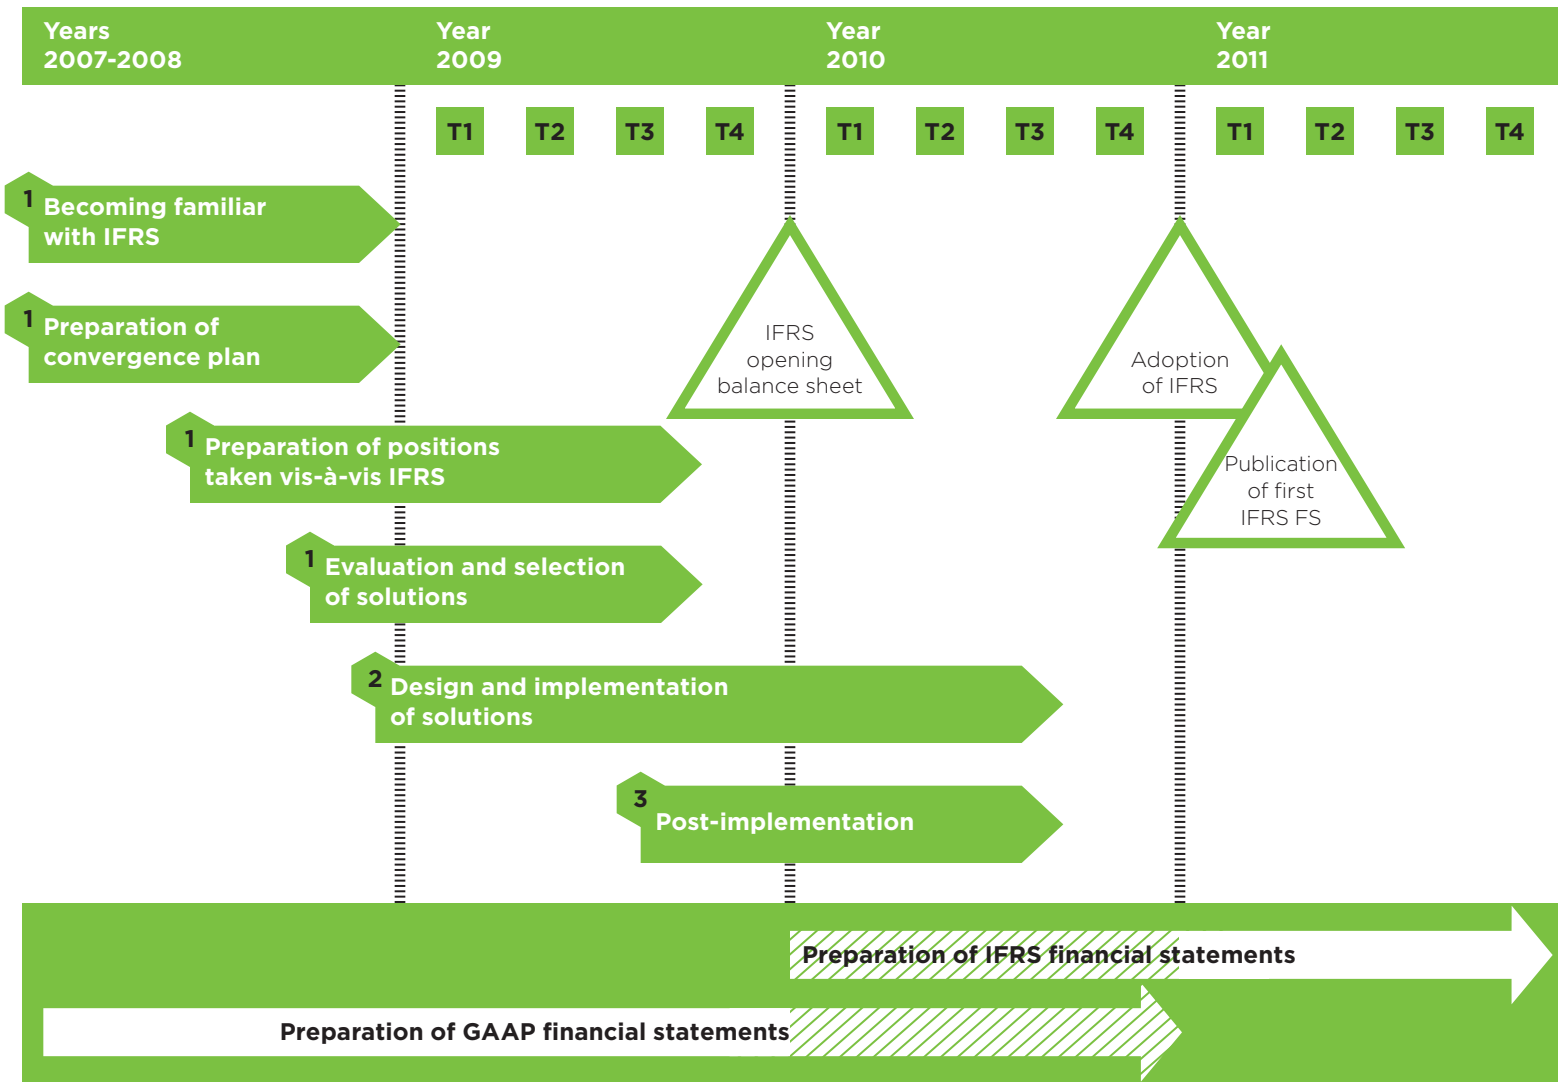 Years
2007-2008
Year
2009
Year
2010
Year
2011
T1 T2 T3 T4 T1 T2 T3 T4 T1 T2 T3 T4
1
Becoming familiar
with IFRS
1
Preparation of
convergence plan
IFRS
opening
balance sheet
Adoption
of IFRS
1
Preparation of positions
taken vis-à-vis IFRS
Publication
of first
IFRS FS
1
Evaluation and selection
of solutions
2
Design and implementation
of solutions
3
Post-implementation
Preparation of IFRS financial statements
Preparation of GAAP financial statements